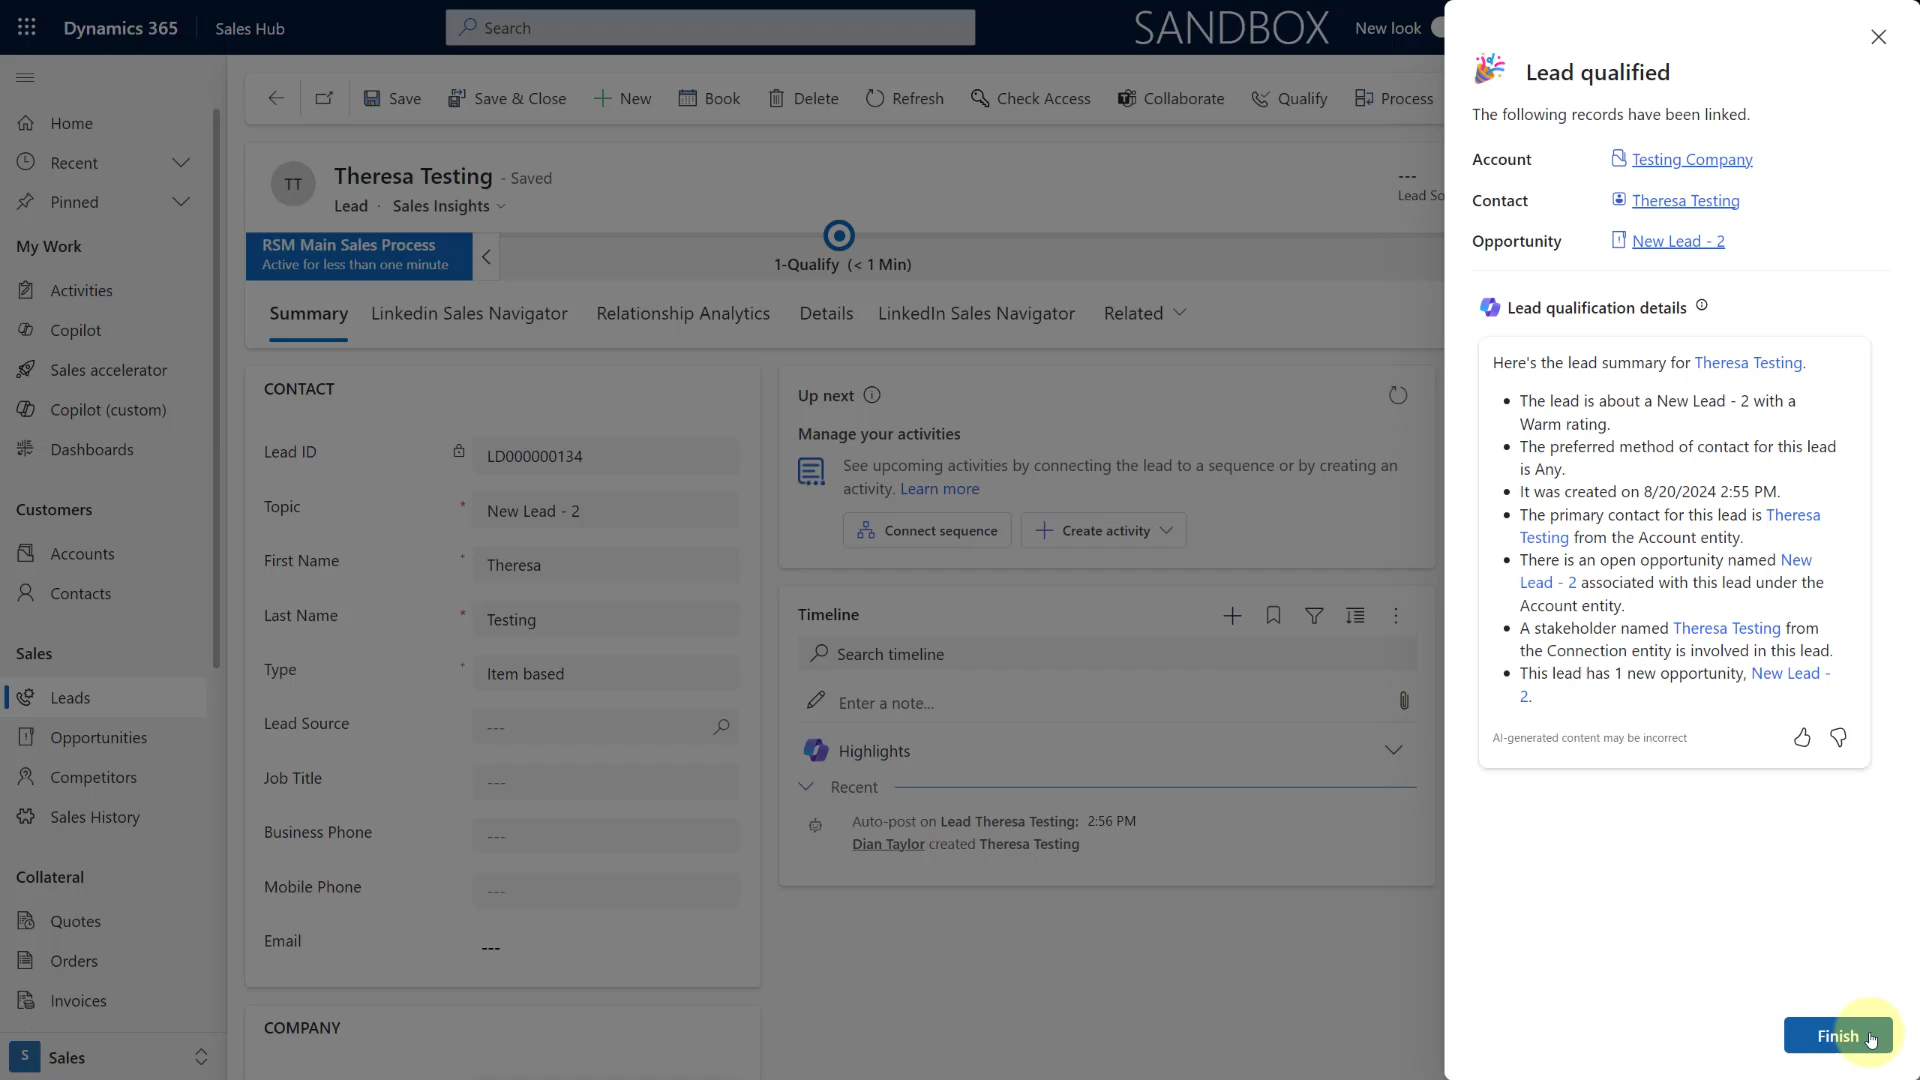 Dynamics 365
Sales Hub
Search
SANDBOX
New look
Home
Recent
Pinned
My Work
Activities
Copilot
Sales accelerator
Copilot (custom)
Dashboards
Customers
Accounts
Contacts
Sales
Leads
Opportunities
Competitors
Sales History
Collateral
Quotes
Orders
Invoices
S
Sales
Save
Save & Close
New
Book
Delete
Refresh
Check Access
Collaborate
Qualify
Process
TT
Theresa Testing - Saved
Lead · Sales Insights
---
Lead So
RSM Main Sales Process
Active for less than one minute
1-Qualify (< 1 Min)
Summary
Linkedin Sales Navigator
Relationship Analytics
Details
LinkedIn Sales Navigator
Related
CONTACT
Lead ID
LD000000134
Topic *
New Lead - 2
First Name
Theresa
Last Name *
Testing
Type
Item based
Lead Source
---
Job Title
---
Business Phone
---
Mobile Phone
---
Email
---
COMPANY
Up next
Manage your activities
See upcoming activities by connecting the lead to a sequence or by creating an
activity. Learn more
Connect sequence
Create activity
Timeline
Search timeline
Enter a note...
Highlights
Recent
Auto-post on Lead Theresa Testing: 2:56 PM
Dian Taylor created Theresa Testing
Lead qualified
The following records have been linked.
Account
Testing Company
Contact
Theresa Testing
Opportunity
New Lead - 2
Lead qualification details
Here's the lead summary for Theresa Testing.
• The lead is about a New Lead - 2 with a
Warm rating.
• The preferred method of contact for this lead
is Any.
• It was created on 8/20/2024 2:55 PM.
• The primary contact for this lead is Theresa
Testing from the Account entity.
• There is an open opportunity named New
Lead - 2 associated with this lead under the
Account entity.
• A stakeholder named Theresa Testing from
the Connection entity is involved in this lead.
• This lead has 1 new opportunity, New Lead -
2.
AI-generated content may be incorrect
Finish